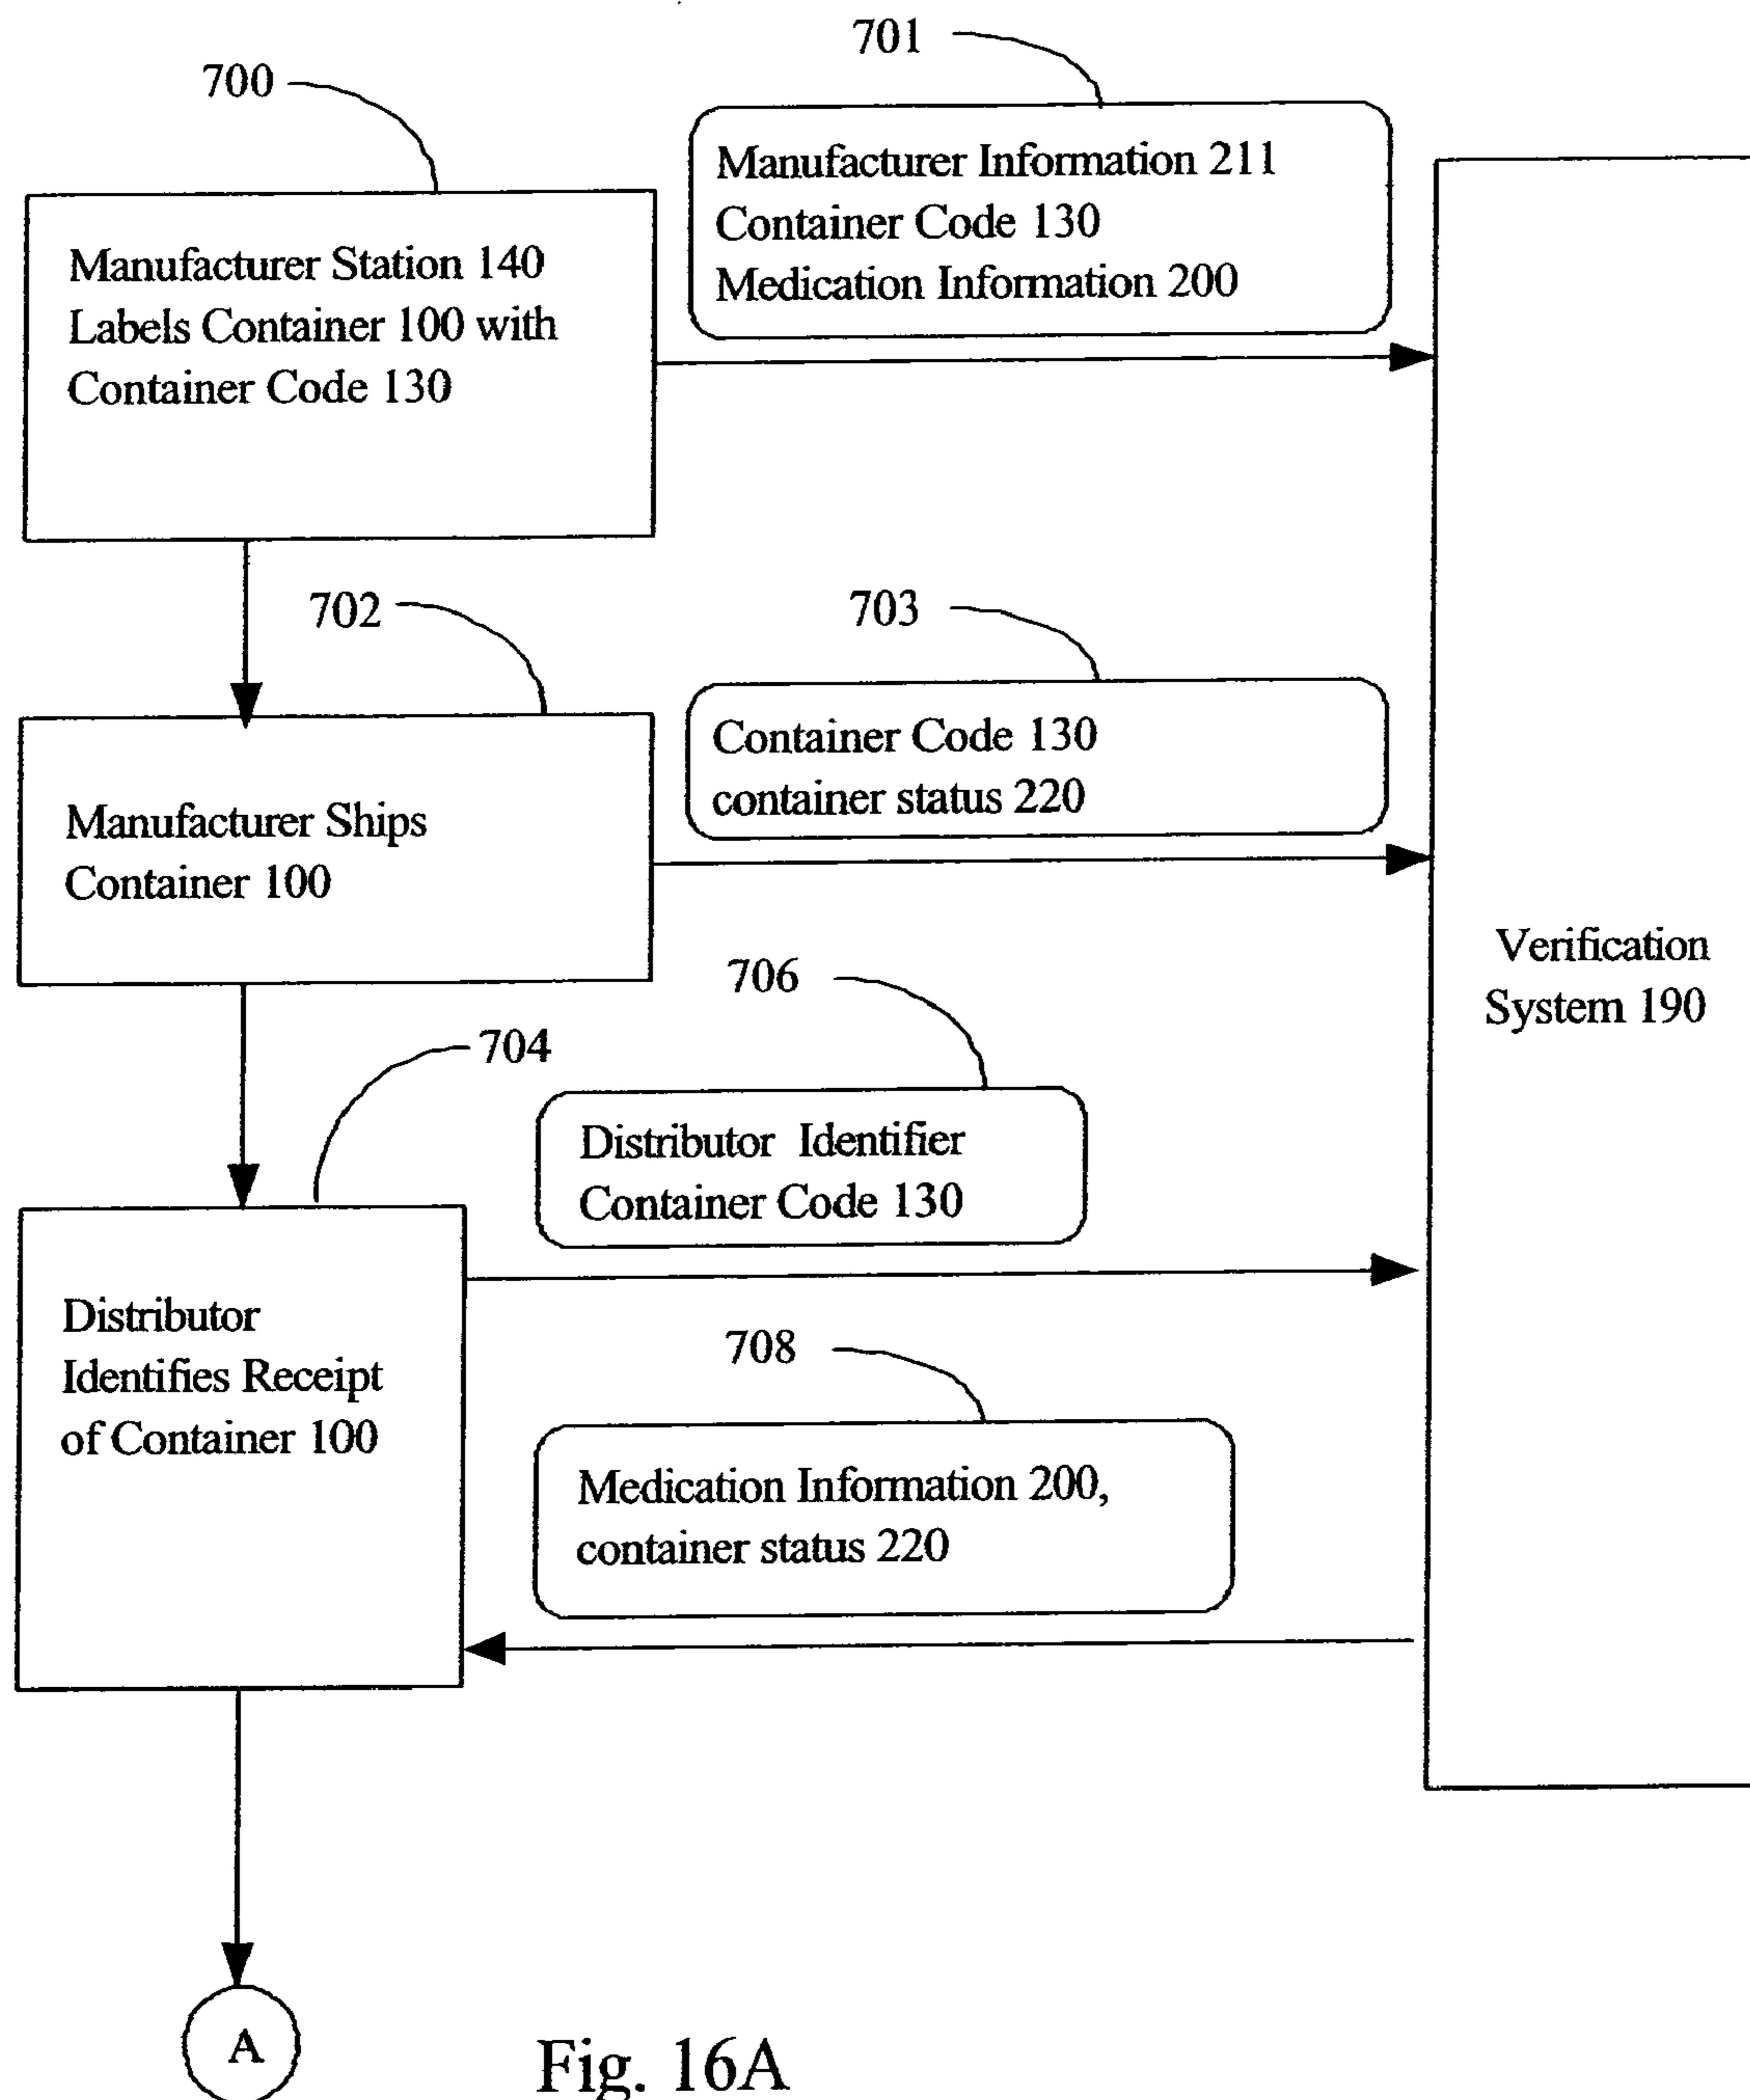 701
700
Manufacturer Information 211
Container Code 130
Medication Information 200
Manufacturer Station 140
Labels Container 100 with
Container Code 130
702
703
Container Code 130
container status 220
Manufacturer Ships
Container 100
Verification
System 190
706
704
Distributor Identifier
Container Code 130
Distributor
Identifies Receipt
of Container 100
708
Medication Information 200,
container status 220
A
Fig. 16A